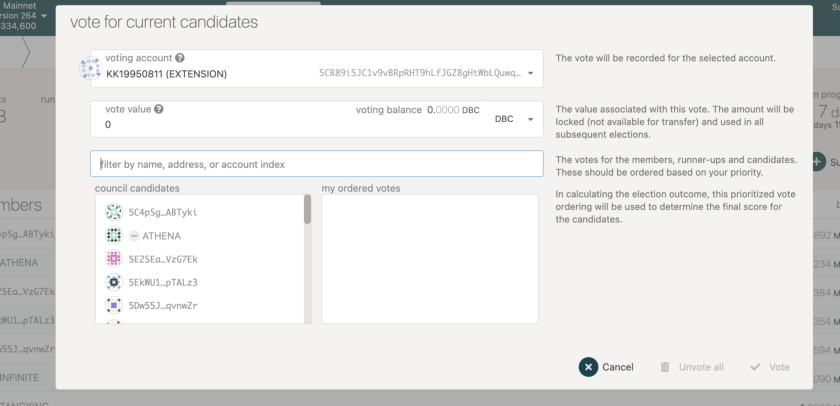 Mainnet
rsion 264
334,600
vote for current candidates
voting account
KK19950811 (EXTENSION)
5CB89i5JC1v9vBRpRHT9hLfJGZ8gHtWbLQuwq…
The vote will be recorded for the selected account.
vote value
0
voting balance 0.0000 DBC
DBC
The value associated with this vote. The amount will be
locked (not available for transfer) and used in all
subsequent elections.
filter by name, address, or account index
The votes for the members, runner-ups and candidates.
These should be ordered based on your priority.
council candidates
my ordered votes
In calculating the election outcome, this prioritized vote
ordering will be used to determine the final score for
the candidates.
5C4pSg…ABTyki
ATHENA
5E2SEa…VzG7Ek
5EkWU1…pTALz3
5Dw55J…qvnwZr
Cancel
Unvote all
Vote
run
mbers
pSg…ABTyki
ATHENA
2SEa…VzG7Ek
kWU1…pTALz3
w55J…qvnwZr
INFINITE
Su
m prog
7 d
days 1
Su
892 M
234 M
384 M
354 M
594 M
090 M